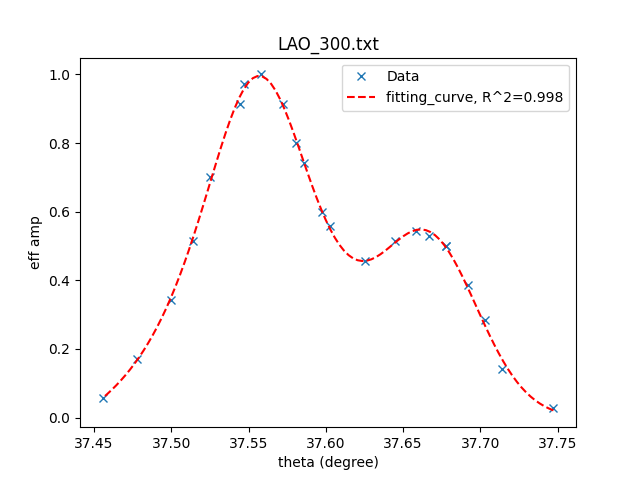 LAO_300.txt
Data
fitting_curve, R^2=0.998
eff amp
1.0
0.8
0.6
0.4
0.2
0.0
37.45 37.50 37.55 37.60 37.65 37.70 37.75
theta (degree)